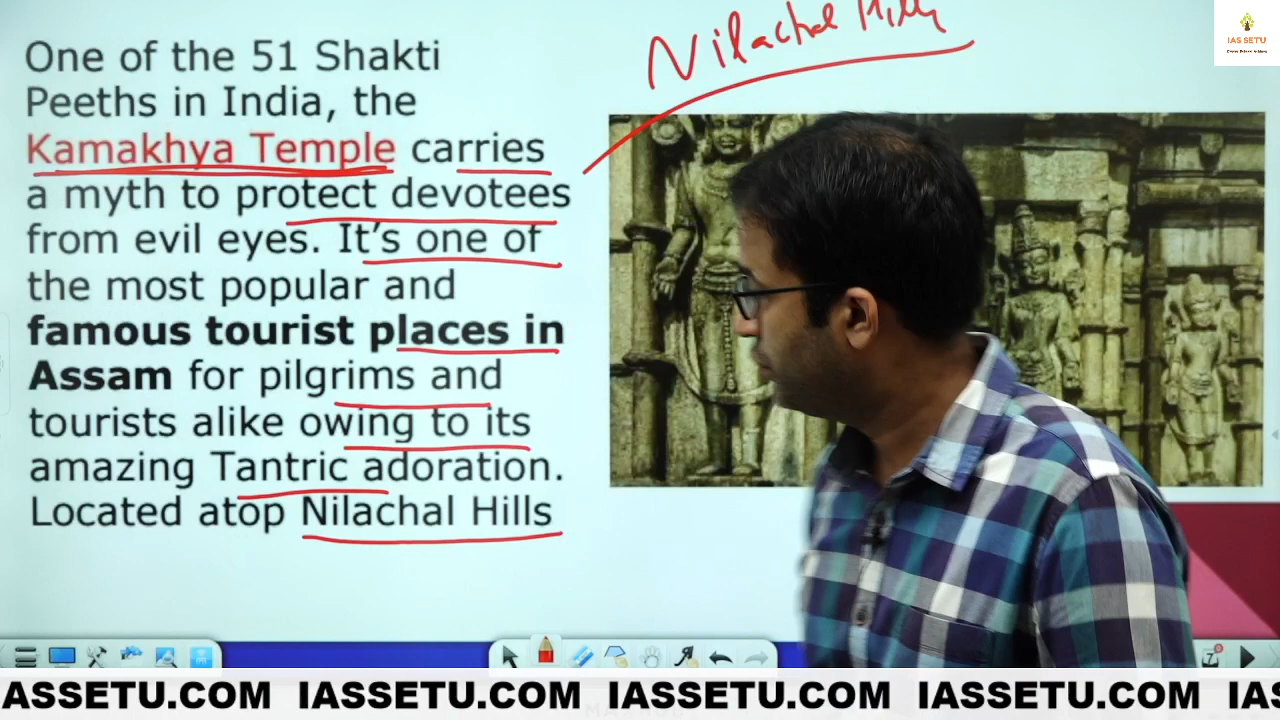 Nilachal Hills
IAS SETU
One of the 51 Shakti
Peeths in India, the
Kamakhya Temple carries
a myth to protect devotees
from evil eyes. It’s one of
the most popular and
famous tourist places in
Assam for pilgrims and
tourists alike owing to its
amazing Tantric adoration.
Located atop Nilachal Hills
ASSETU.COM IASSETU.COM IASSETU.COM IASSETU.COM IAS